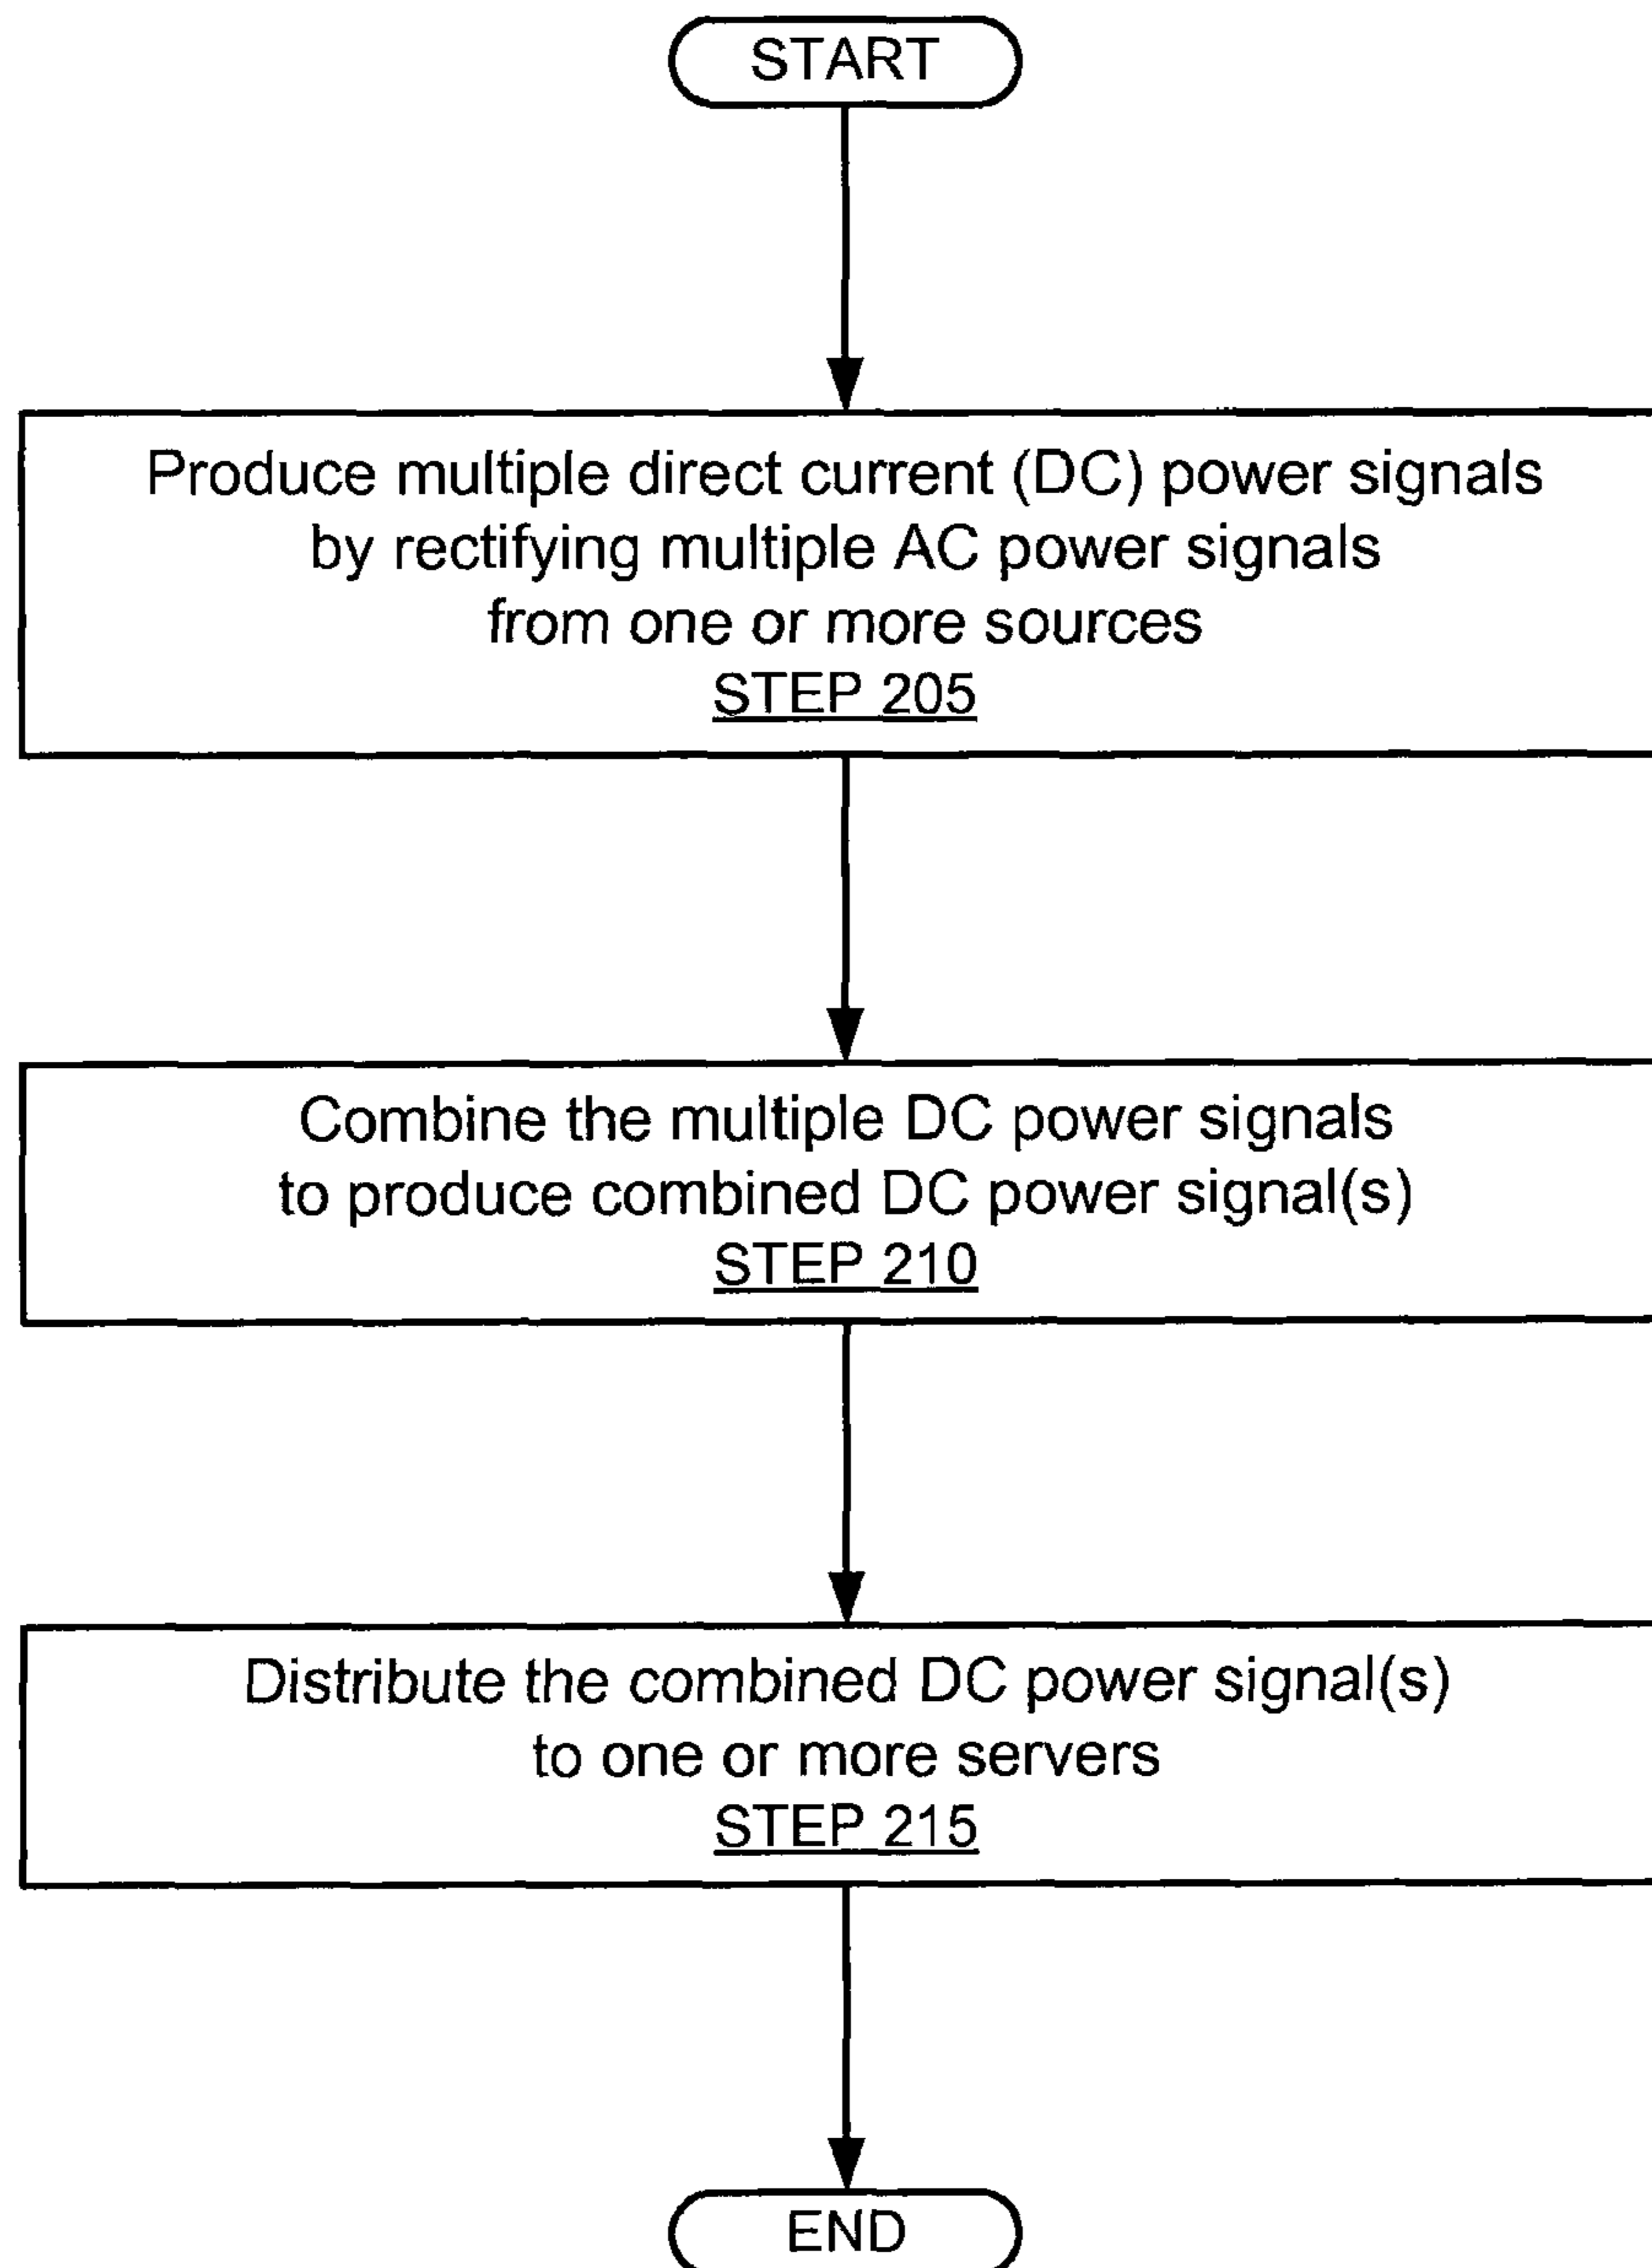 START
Produce multiple direct current (DC) power signals
by rectifying multiple AC power signals
from one or more sources
STEP 205
Combine the multiple DC power signals
to produce combined DC power signal(s)
STEP 210
Distribute the combined DC power signal(s)
to one or more servers
STEP 215
END